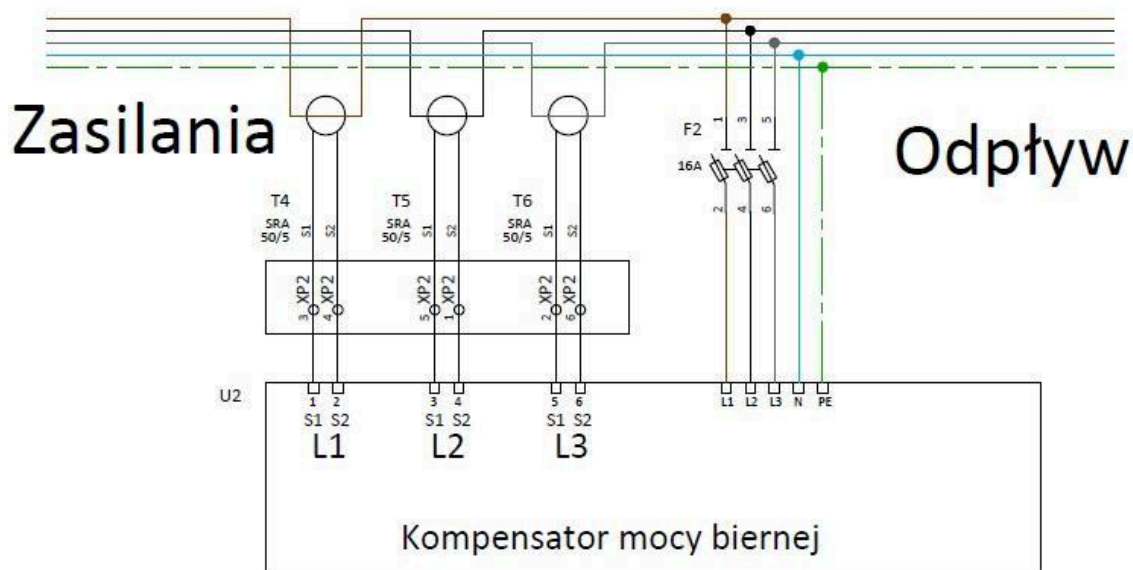 Zasilania
Odpływ
F2
1
3
5
16A
2
4
6
T4
SRA
50/5
S1
S2
T5
SRA
50/5
S1
S2
T6
SRA
50/5
S1
S2
XP2
3
XP2
4
XP2
5
XP2
1
XP2
2
XP2
6
U2
1 2 3 4 5 6 L1 L2 L3 N PE
S1 S2 S1 S2 S1 S2
L1 L2 L3
Kompensator mocy biernej